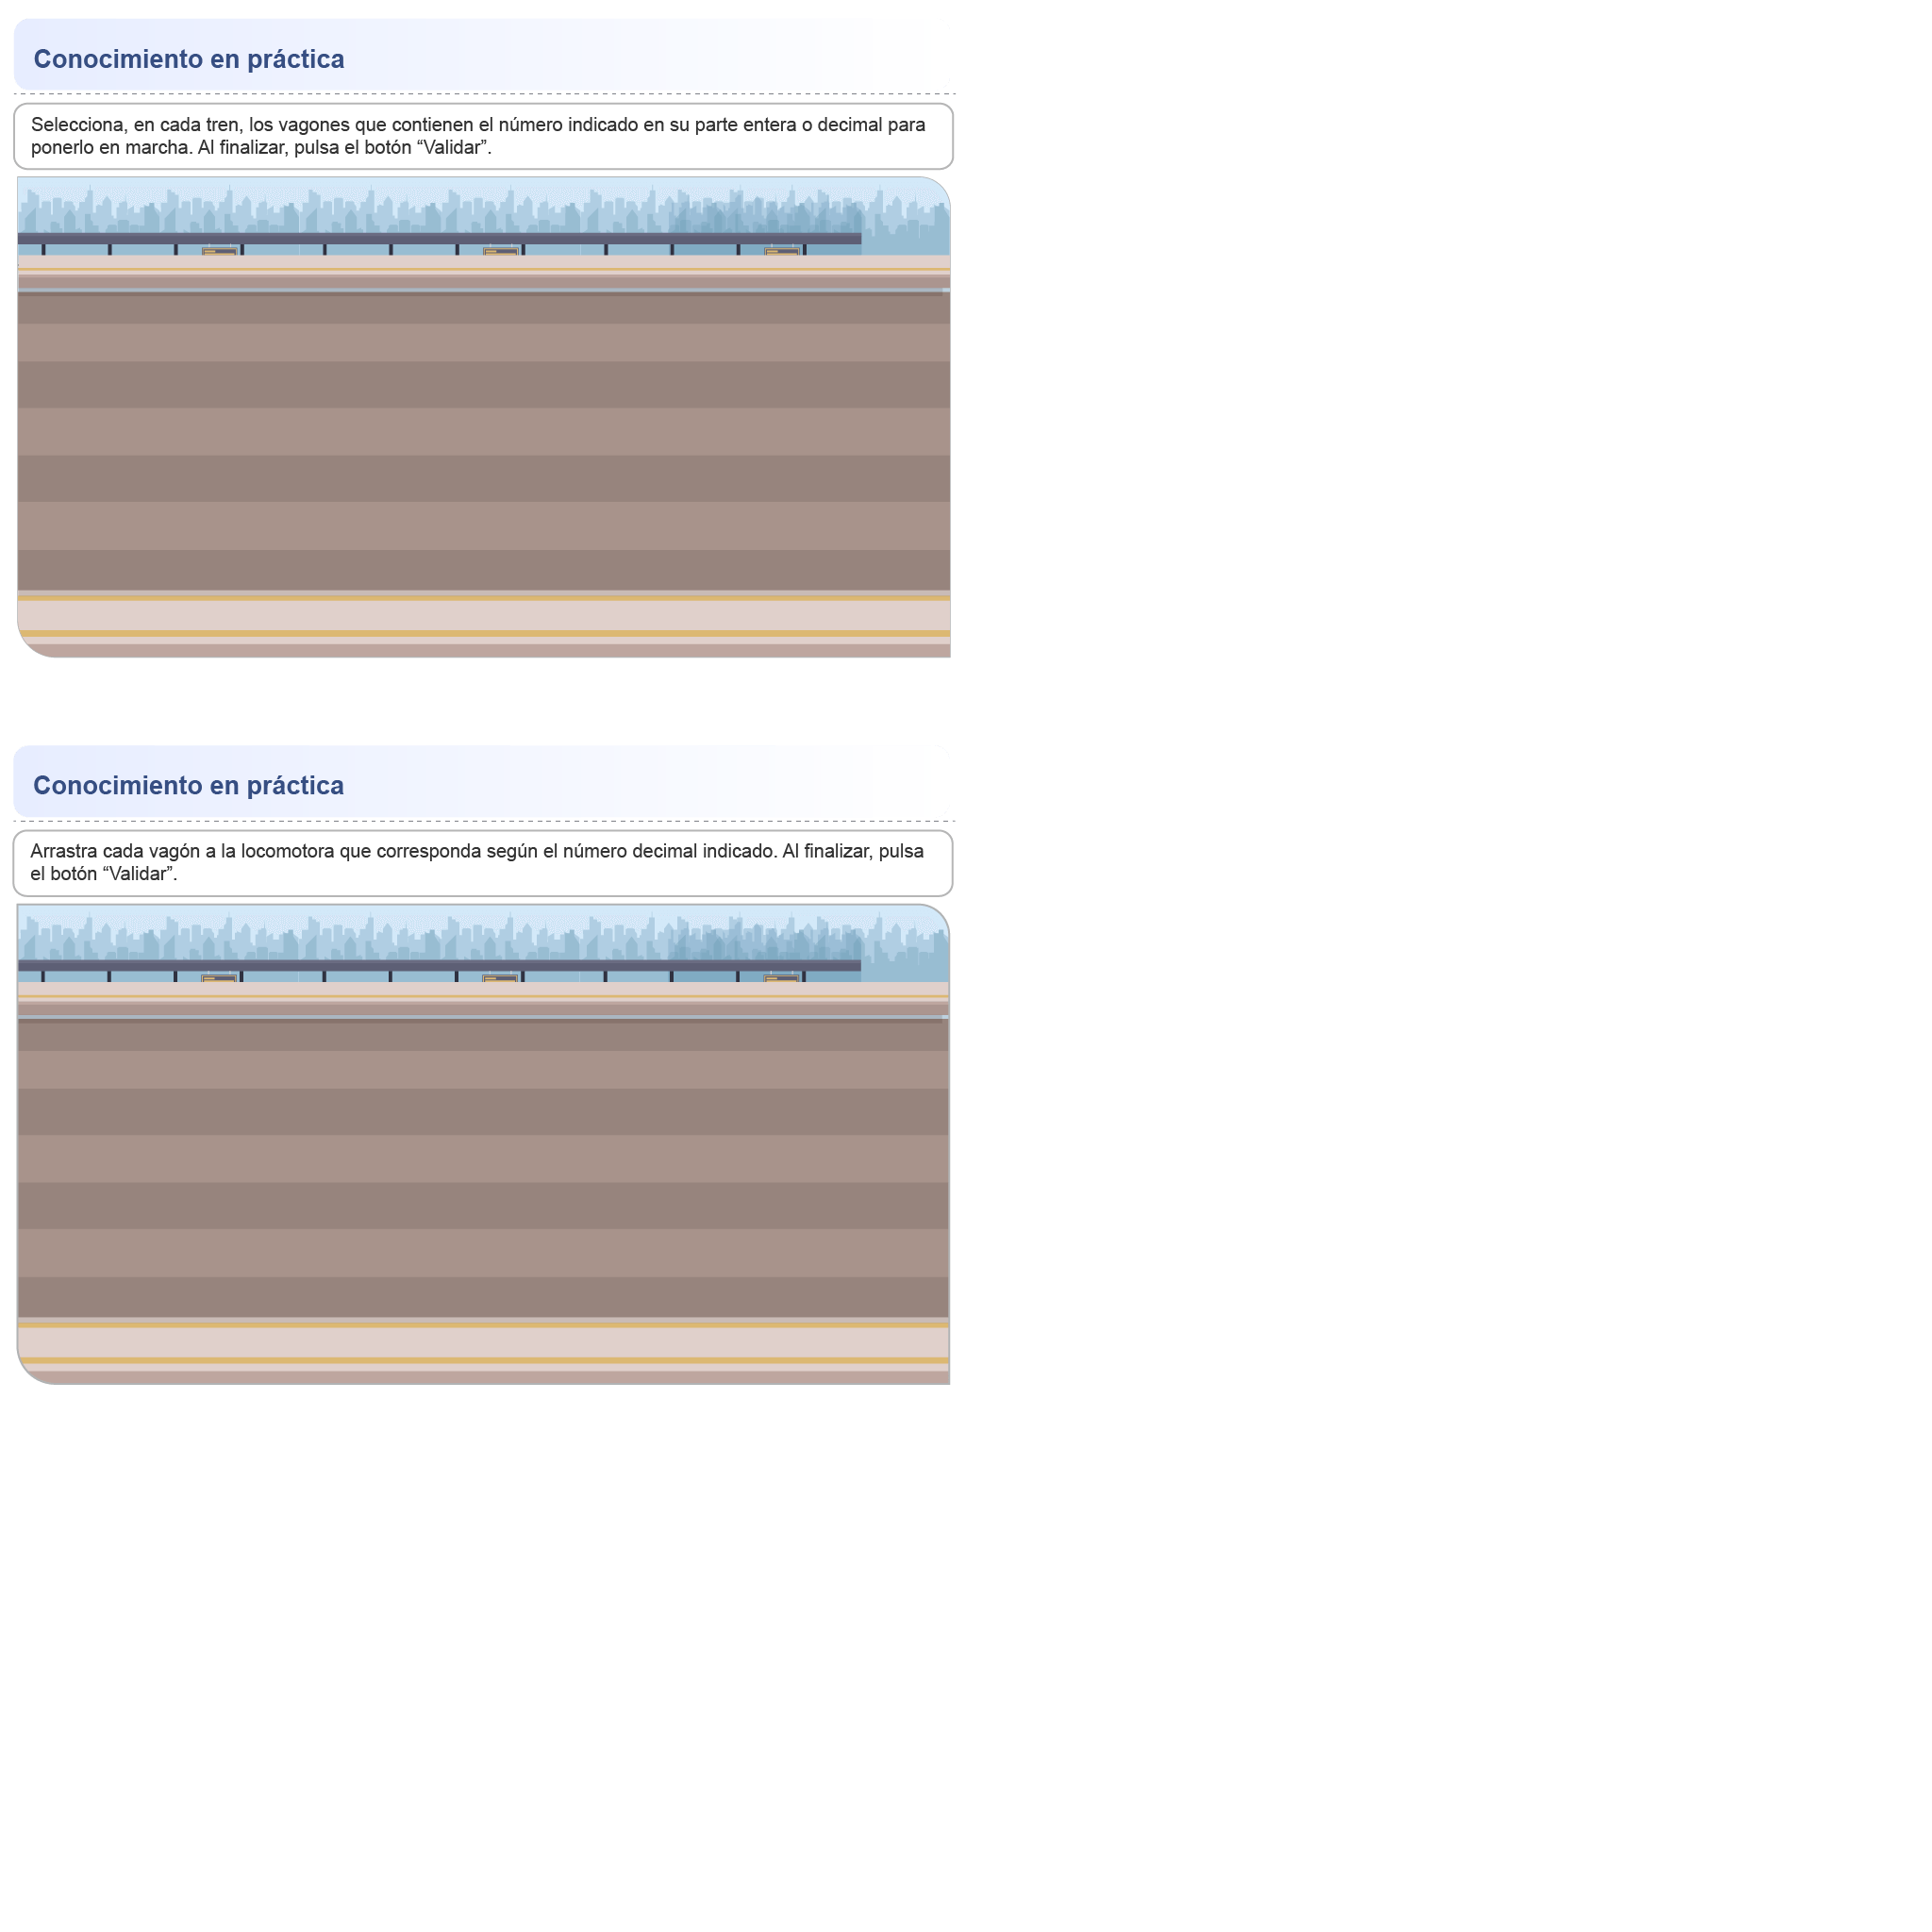 Conocimiento en práctica
Selecciona, en cada tren, los vagones que contienen el número indicado en su parte entera o decimal para
ponerlo en marcha. Al finalizar, pulsa el botón “Validar”.
Conocimiento en práctica
Arrastra cada vagón a la locomotora que corresponda según el número decimal indicado. Al finalizar, pulsa
el botón “Validar”.